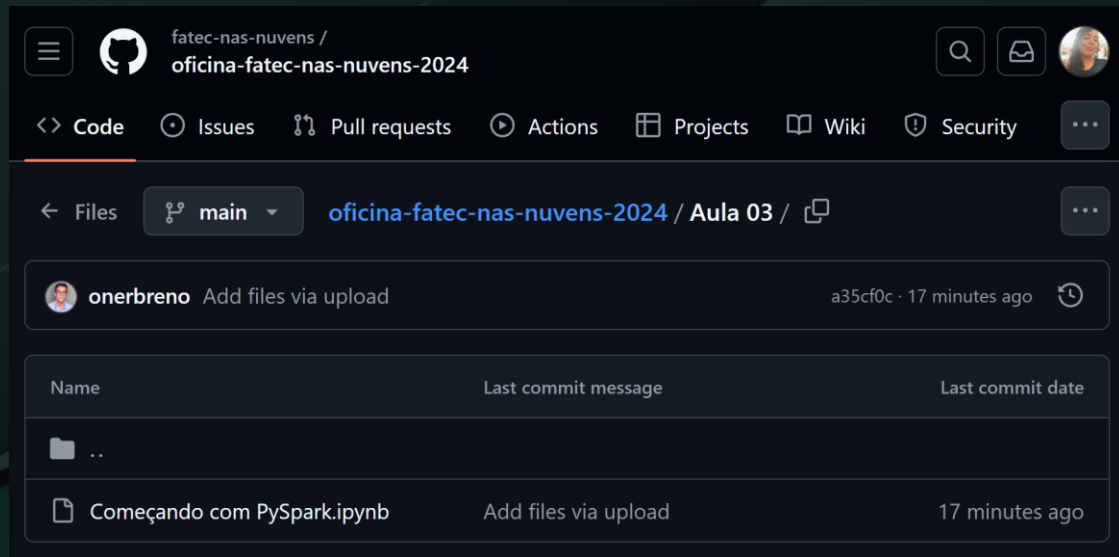 fatec-nas-nuvens /
oficina-fatec-nas-nuvens-2024
Code Issues Pull requests Actions Projects Wiki Security
Files main oficina-fatec-nas-nuvens-2024 / Aula 03 /
onerbreno Add files via upload a35cf0c · 17 minutes ago
Name Last commit message Last commit date
..
Começando com PySpark.ipynb Add files via upload 17 minutes ago